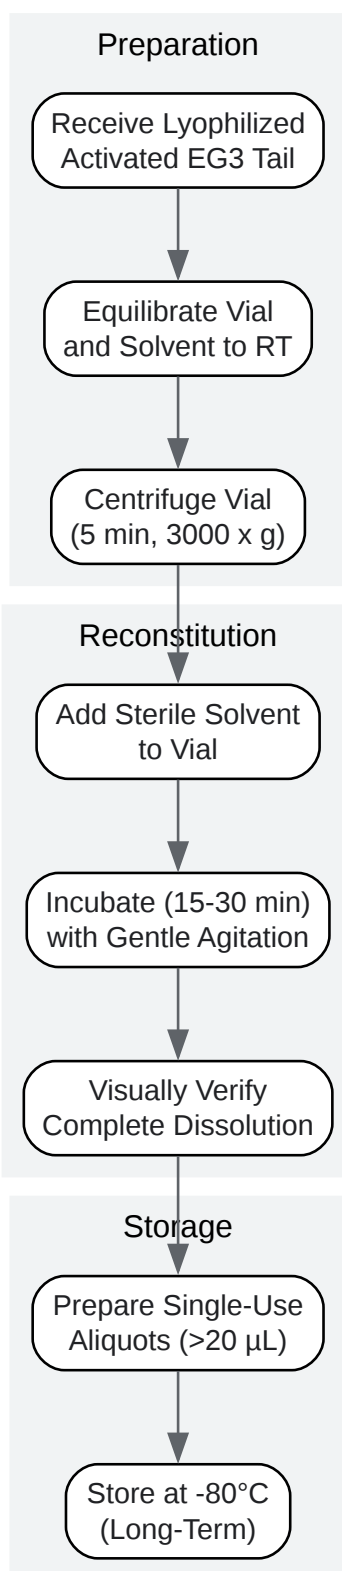 Preparation
Receive Lyophilized
Activated EG3 Tail
Equilibrate Vial
and Solvent to RT
Centrifuge Vial
(5 min, 3000 x g)
Reconstitution
Add Sterile Solvent
to Vial
Incubate (15-30 min)
with Gentle Agitation
Visually Verify
Complete Dissolution
Storage
Prepare Single-Use
Aliquots (>20 µL)
Store at -80°C
(Long-Term)